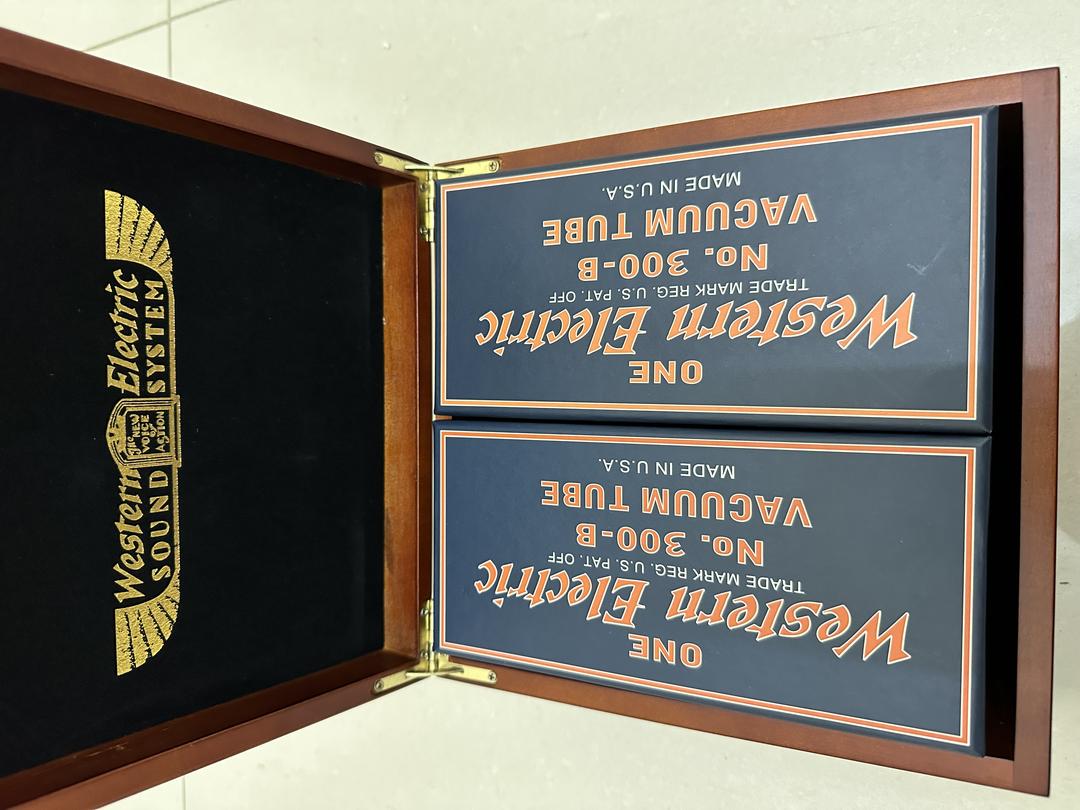 Western Electric
SOUND SYSTEM
The
NEW
VOICE
of
ACTION
ONE
Western Electric
TRADE MARK REG. U.S. PAT. OFF
No. 300-B
VACUUM TUBE
MADE IN U.S.A.
ONE
Western Electric
TRADE MARK REG. U.S. PAT. OFF
No. 300-B
VACUUM TUBE
MADE IN U.S.A.